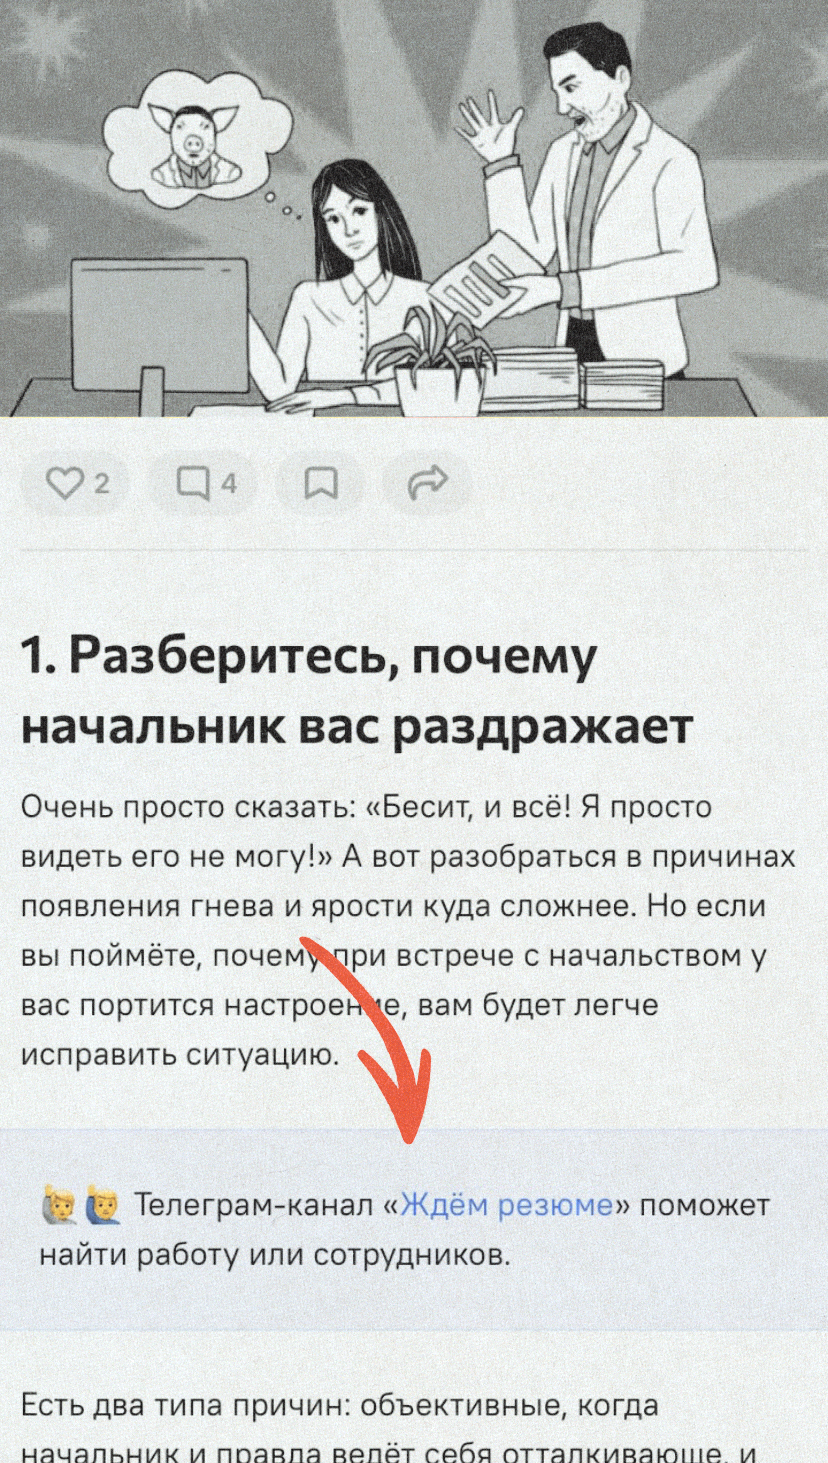 2
4
1. Разберитесь, почему
начальник вас раздражает
Очень просто сказать: «Бесит, и всё! Я просто
видеть его не могу!» А вот разобраться в причинах
появления гнева и ярости куда сложнее. Но если
вы поймёте, почему при встрече с начальством у
вас портится настроение, вам будет легче
исправить ситуацию.
Телеграм-канал «Ждём резюме» поможет
найти работу или сотрудников.
Есть два типа причин: объективные, когда
начальник и правда ведёт себя отталкивающе, и